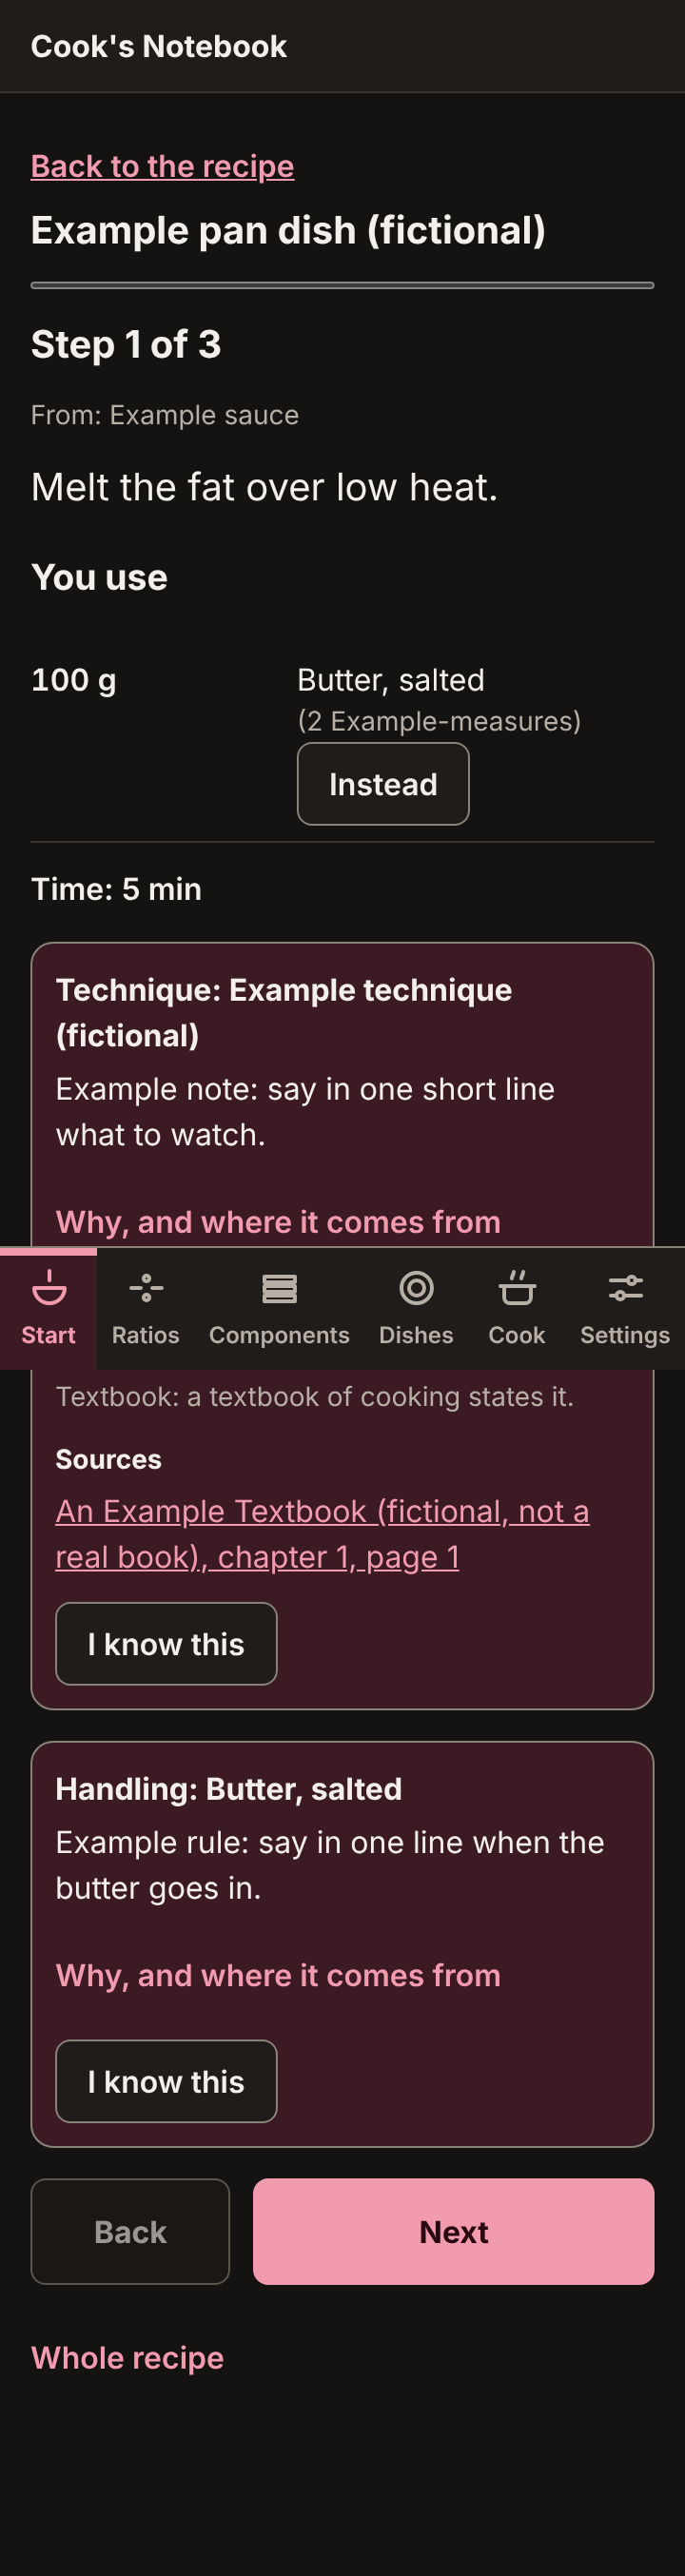 Cook's Notebook
Back to the recipe
Example pan dish (fictional)
Step 1 of 3
From: Example sauce
Melt the fat over low heat.
You use
100 g
Butter, salted
(2 Example-measures)
Instead
Time: 5 min
Technique: Example technique
(fictional)
Example note: say in one short line
what to watch.
Why, and where it comes from
Start
Ratios
Components
Dishes
Cook
Settings
Textbook: a textbook of cooking states it.
Sources
An Example Textbook (fictional, not a
real book), chapter 1, page 1
I know this
Handling: Butter, salted
Example rule: say in one line when the
butter goes in.
Why, and where it comes from
I know this
Back
Next
Whole recipe